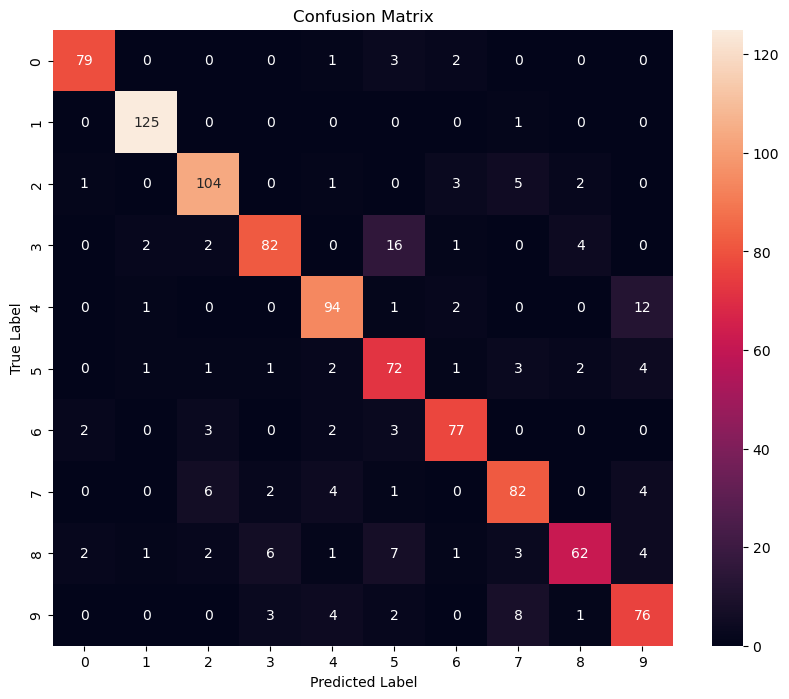 Confusion Matrix
0 79 0 0 0 1 3 2 0 0 0
1 0 125 0 0 0 0 0 1 0 0
2 1 0 104 0 1 0 3 5 2 0
3 0 2 2 82 0 16 1 0 4 0
4 0 1 0 0 94 1 2 0 0 12
5 0 1 1 1 2 72 1 3 2 4
6 2 0 3 0 2 3 77 0 0 0
7 0 0 6 2 4 1 0 82 0 4
8 2 1 2 6 1 7 1 3 62 4
9 0 0 0 3 4 2 0 8 1 76
0 1 2 3 4 5 6 7 8 9
Predicted Label
True Label
120
100
80
60
40
20
0